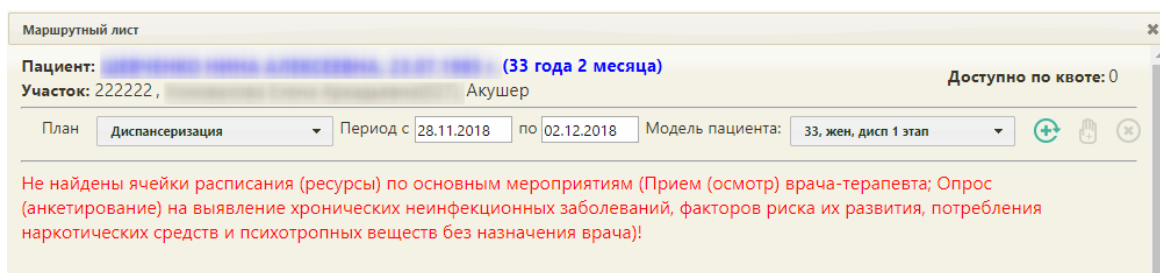 Маршрутный лист
Пациент: (33 года 2 месяца)
Участок: 222222 , Акушер
Доступно по квоте: 0
План Диспансеризация Период с 28.11.2018 по 02.12.2018 Модель пациента: 33, жен, дисп 1 этап
Не найдены ячейки расписания (ресурсы) по основным мероприятиям (Прием (осмотр) врача-терапевта; Опрос
(анкетирование) на выявление хронических неинфекционных заболеваний, факторов риска их развития, потребления
наркотических средств и психотропных веществ без назначения врача)!